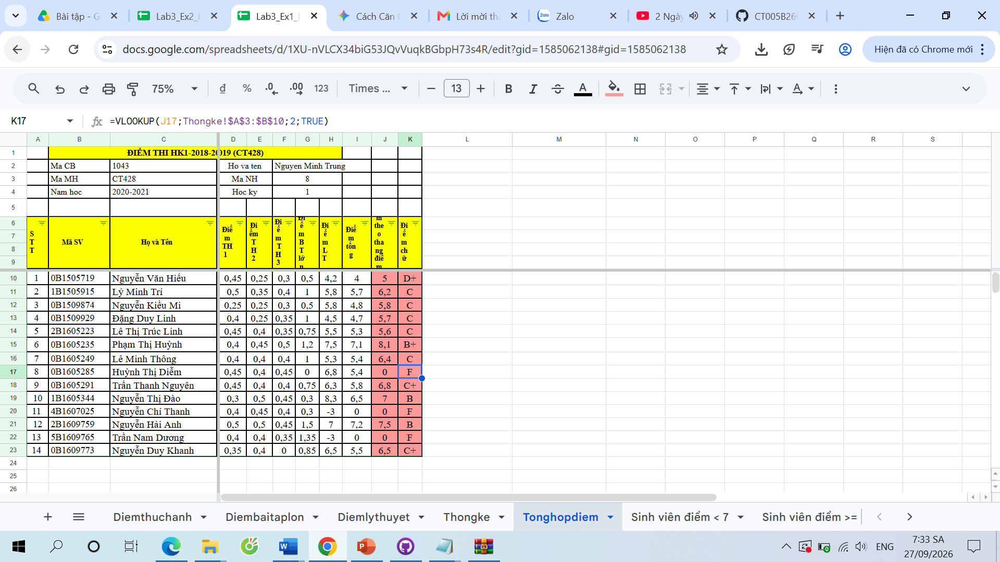 Bài tập - G
Lab3_Ex2_L
Lab3_Ex1_L
Cách Căn C
Lời mời tha
Zalo
2 Ngày
CT005B260
docs.google.com/spreadsheets/d/1XU-nVLCX34biG53JQvVuqkBGbpH73s4R/edit?gid=1585062138#gid=1585062138
Hiện đã có Chrome mới
75%
đ % .0 .00 123
Times ...
13
B I A
K17
fx =VLOOKUP(J17;Thongke!$A$3:$B$10;2;TRUE)
A B C D E F G H I J K L M N O P Q R S
1 ĐIỂM THI HK1-2018-2019 (CT428)
2 Ma CB 1043 Ho va ten Nguyen Minh Trung
3 Ma MH CT428 Ma NH 8
4 Nam hoc 2020-2021 Hoc ky 1
5
6
7
8
9
STT Mã SV Họ và Tên Điểm TH 1 Điểm TH 2 Điểm TH 3 Điểm BT lớn Điểm LT Điểm tổng m theo thang điểm Điểm chữ
10 1 0B1505719 Nguyễn Văn Hiếu 0,45 0,25 0,3 0,5 4,2 4 5 D+
11 2 1B1505915 Lý Minh Trí 0,5 0,35 0,4 1 5,8 5,7 6,2 C
12 3 0B1509874 Nguyễn Kiều Mi 0,25 0,25 0,3 0,5 5,8 4,8 5,8 C
13 4 0B1509929 Đặng Duy Linh 0,4 0,25 0,35 1 4,5 4,7 5,7 C
14 5 2B1605223 Lê Thị Trúc Linh 0,45 0,4 0,35 0,75 5,5 5,3 5,6 C
15 6 0B1605235 Phạm Thị Huỳnh 0,4 0,45 0,5 1,2 7,5 7,1 8,1 B+
16 7 0B1605249 Lê Minh Thông 0,4 0,4 0,4 1 5,3 5,4 6,4 C
17 8 0B1605285 Huỳnh Thị Diễm 0,45 0,4 0,45 0 6,8 5,4 0 F
18 9 0B1605291 Trần Thanh Nguyên 0,45 0,4 0,4 0,75 6,3 5,8 6,8 C+
19 10 1B1605344 Nguyễn Thị Đào 0,3 0,5 0,45 0,3 8,3 6,5 7 B
20 11 4B1607025 Nguyễn Chí Thanh 0,4 0,45 0,4 0,3 -3 0 0 F
21 12 2B1609759 Nguyễn Hải Anh 0,5 0,5 0,45 1,5 7 7,2 7,5 B
22 13 5B1609765 Trần Nam Dương 0,4 0,4 0,35 1,35 -3 0 0 F
23 14 0B1609773 Nguyễn Duy Khanh 0,35 0,4 0 0,85 6,5 5,5 6,5 C+
24
25
26
Diemthuchanh
Diembaitaplon
Diemlythuyet
Thongke
Tonghopdiem
Sinh viên điểm < 7
Sinh viên điểm >=
ENG
7:33 SA
27/09/2026